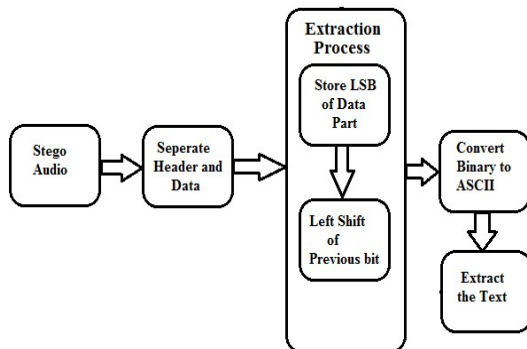 Stego
Audio
Seperate
Header and
Data
Extraction
Process
Store LSB
of Data
Part
Left Shift
of
Previous bit
Convert
Binary to
ASCII
Extract
the Text